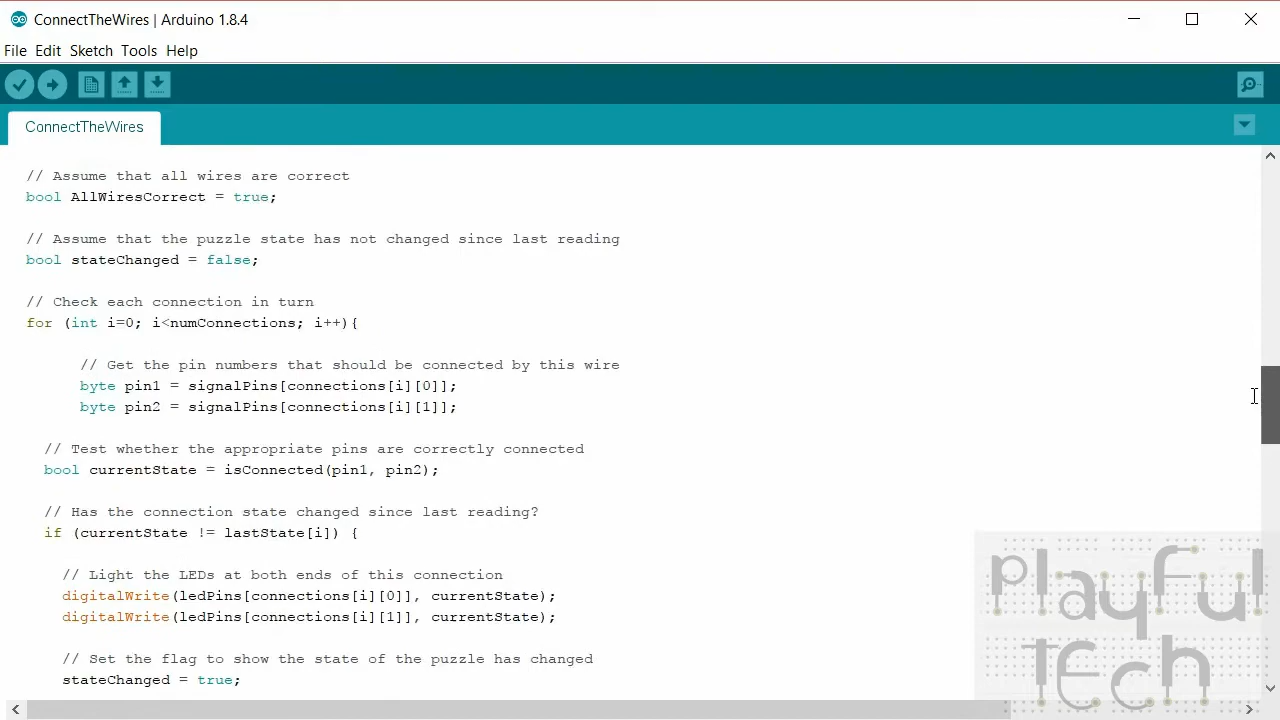 ConnectTheWires | Arduino 1.8.4
File Edit Sketch Tools Help
ConnectTheWires
// Assume that all wires are correct
bool AllWiresCorrect = true;
// Assume that the puzzle state has not changed since last reading
bool stateChanged = false;
// Check each connection in turn
for (int i=0; i<numConnections; i++){
// Get the pin numbers that should be connected by this wire
byte pin1 = signalPins[connections[i][0]];
byte pin2 = signalPins[connections[i][1]];
// Test whether the appropriate pins are correctly connected
bool currentState = isConnected(pin1, pin2);
// Has the connection state changed since last reading?
if (currentState != lastState[i]) {
// Light the LEDs at both ends of this connection
digitalWrite(ledPins[connections[i][0]], currentState);
digitalWrite(ledPins[connections[i][1]], currentState);
// Set the flag to show the state of the puzzle has changed
stateChanged = true;
playful
TECh